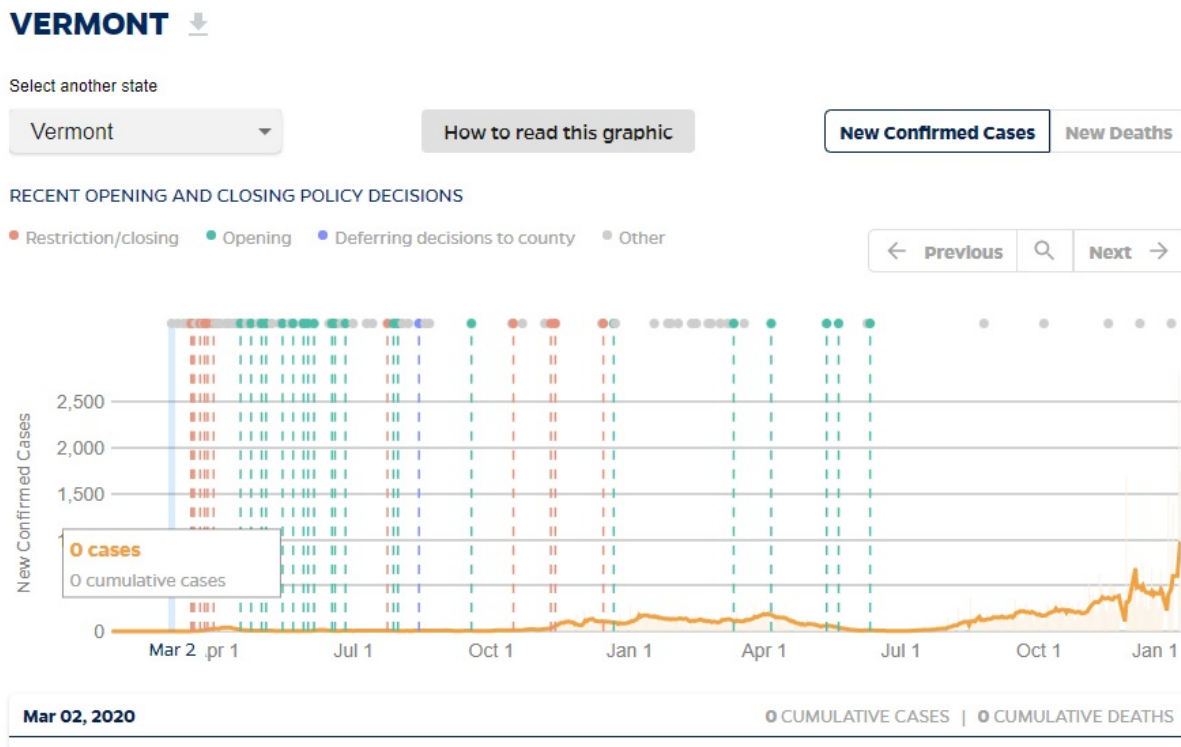 VERMONT
Select another state
Vermont
How to read this graphic
New Confirmed Cases
New Deaths
RECENT OPENING AND CLOSING POLICY DECISIONS
Restriction/closing
Opening
Deferring decisions to county
Other
Previous
Next
New Confirmed Cases
2,500
2,000
1,500
0 cases
0 cumulative cases
0
Mar 2 pr 1 Jul 1 Oct 1 Jan 1 Apr 1 Jul 1 Oct 1 Jan 1
Mar 02, 2020
0 CUMULATIVE CASES | 0 CUMULATIVE DEATHS